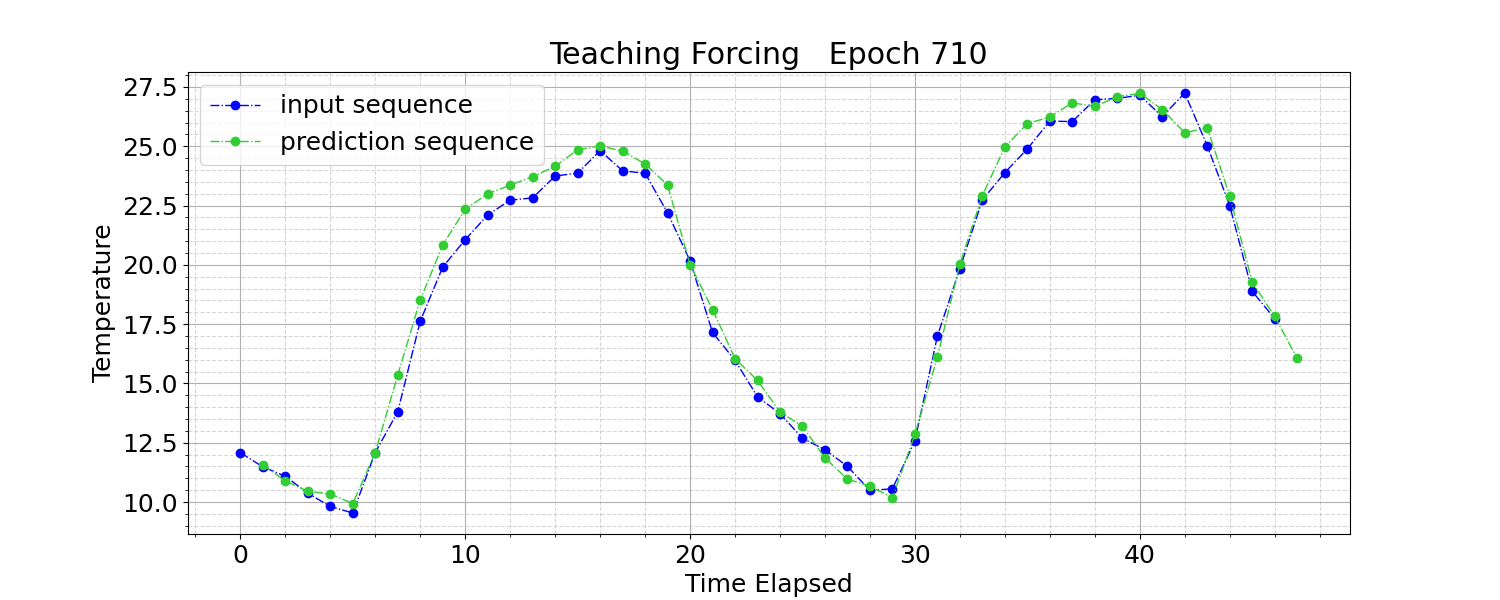 Teaching Forcing   Epoch 710
input sequence
prediction sequence
Temperature
27.5
25.0
22.5
20.0
17.5
15.0
12.5
10.0
0 10 20 30 40
Time Elapsed